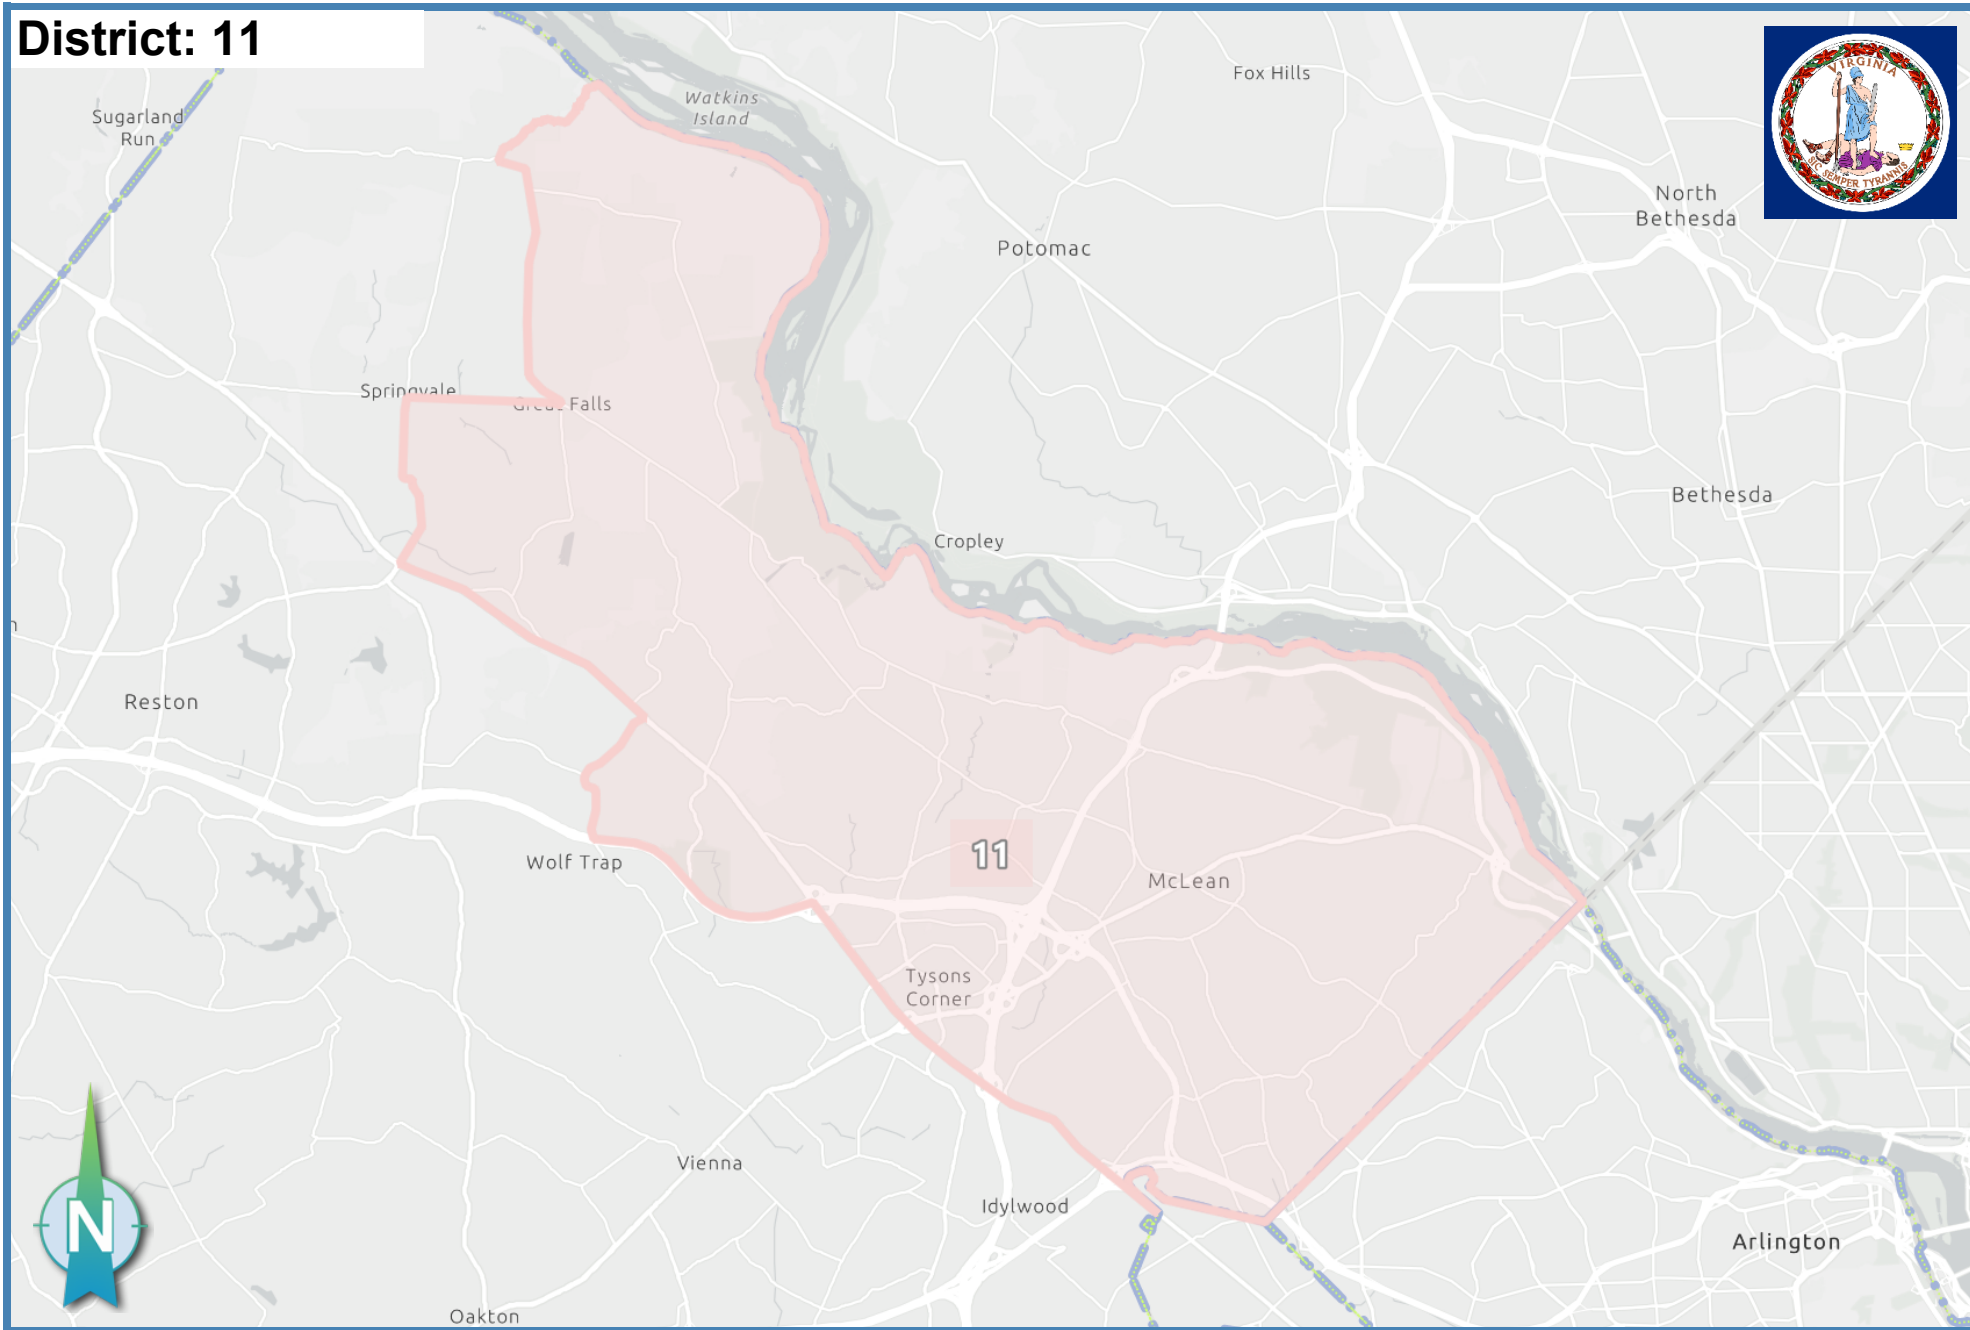 District: 11
Fox Hills
VIRGINIA
SIC SEMPER TYRANNIS
Watkins
Island
Sugarland
Run
North
Bethesda
Potomac
Springvale
Great Falls
Bethesda
Cropley
n
Reston
11
Wolf Trap
McLean
Tysons
Corner
Vienna
Idylwood
N
Arlington
Oakton